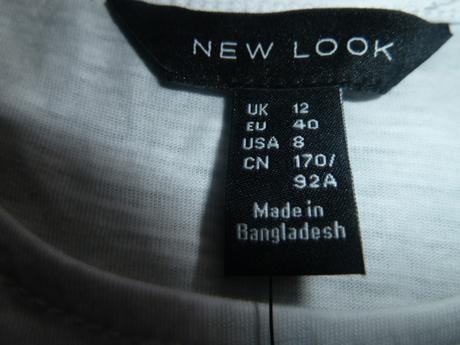 NEW LOOK
UK 12
EU 40
USA 8
CN 170/
92A
Made in
Bangladesh